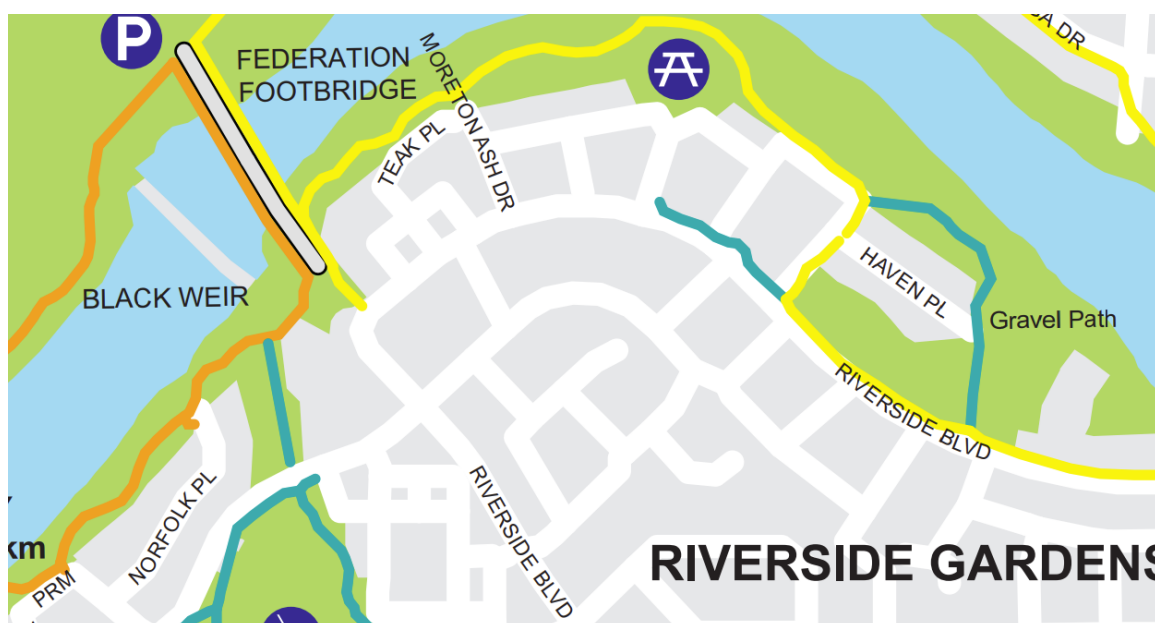 P
FEDERATION
FOOTBRIDGE
MORETON ASH DR
DR
TEAK PL
BLACK WEIR
HAVEN PL
Gravel Path
RIVERSIDE BLVD
NORFOLK PL
RIVERSIDE BLVD
km
PRM
RIVERSIDE GARDENS